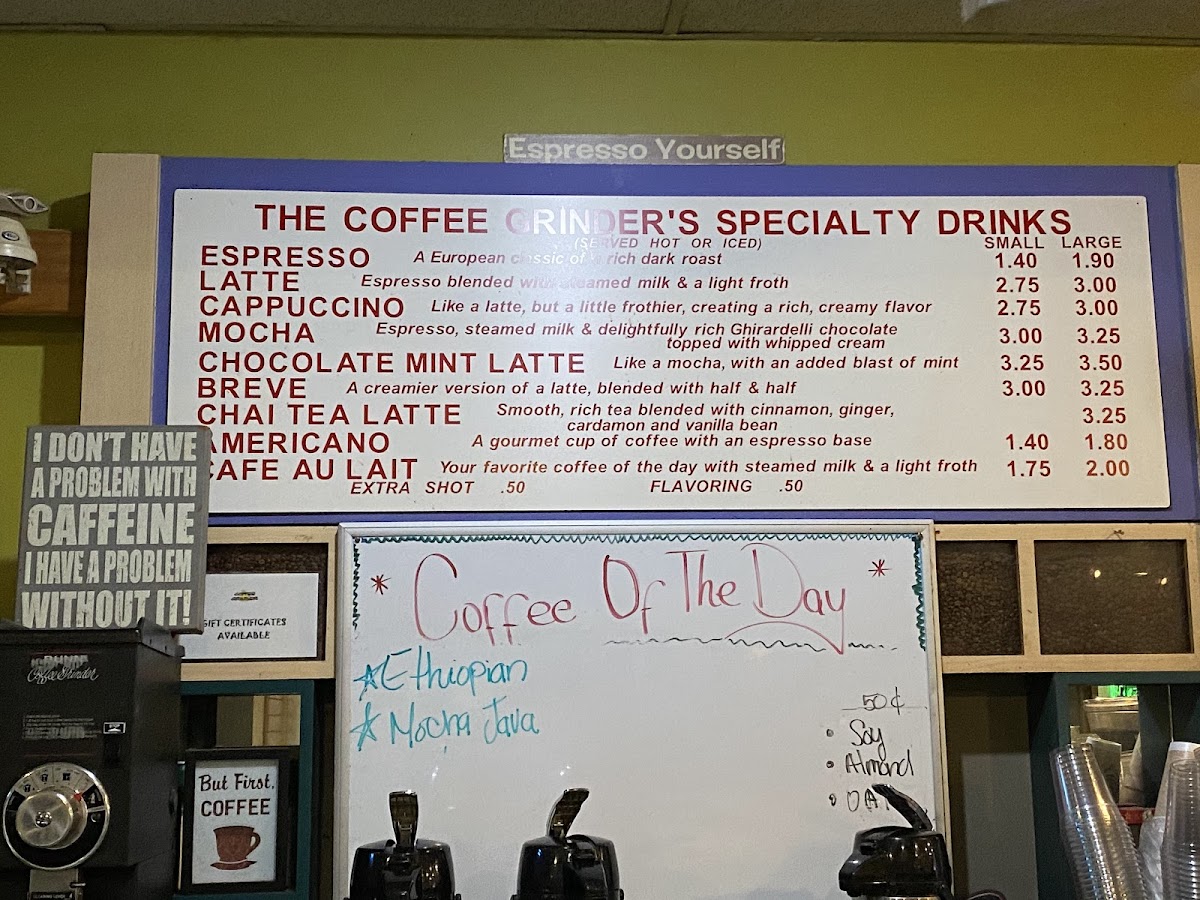 Espresso Yourself
THE COFFEE GRINDER'S SPECIALTY DRINKS
(SERVED HOT OR ICED)
SMALL LARGE
ESPRESSO A European classic of a rich dark roast 1.40 1.90
LATTE Espresso blended with steamed milk & a light froth 2.75 3.00
CAPPUCCINO Like a latte, but a little frothier, creating a rich, creamy flavor 2.75 3.00
MOCHA Espresso, steamed milk & delightfully rich Ghirardelli chocolate 3.00 3.25
topped with whipped cream
CHOCOLATE MINT LATTE Like a mocha, with an added blast of mint 3.25 3.50
BREVE A creamier version of a latte, blended with half & half 3.00 3.25
CHAI TEA LATTE Smooth, rich tea blended with cinnamon, ginger, 3.25
cardamon and vanilla bean
AMERICANO A gourmet cup of coffee with an espresso base 1.40 1.80
CAFE AU LAIT Your favorite coffee of the day with steamed milk & a light froth 1.75 2.00
EXTRA SHOT .50 FLAVORING .50
I DON'T HAVE
A PROBLEM WITH
CAFFEINE
I HAVE A PROBLEM
WITHOUT IT!
GIFT CERTIFICATES
AVAILABLE
* Coffee Of The Day *
Ethiopian
Mocha Java
50¢
• Soy
• Almond
BUNN
Coffee Grinder
But First,
COFFEE